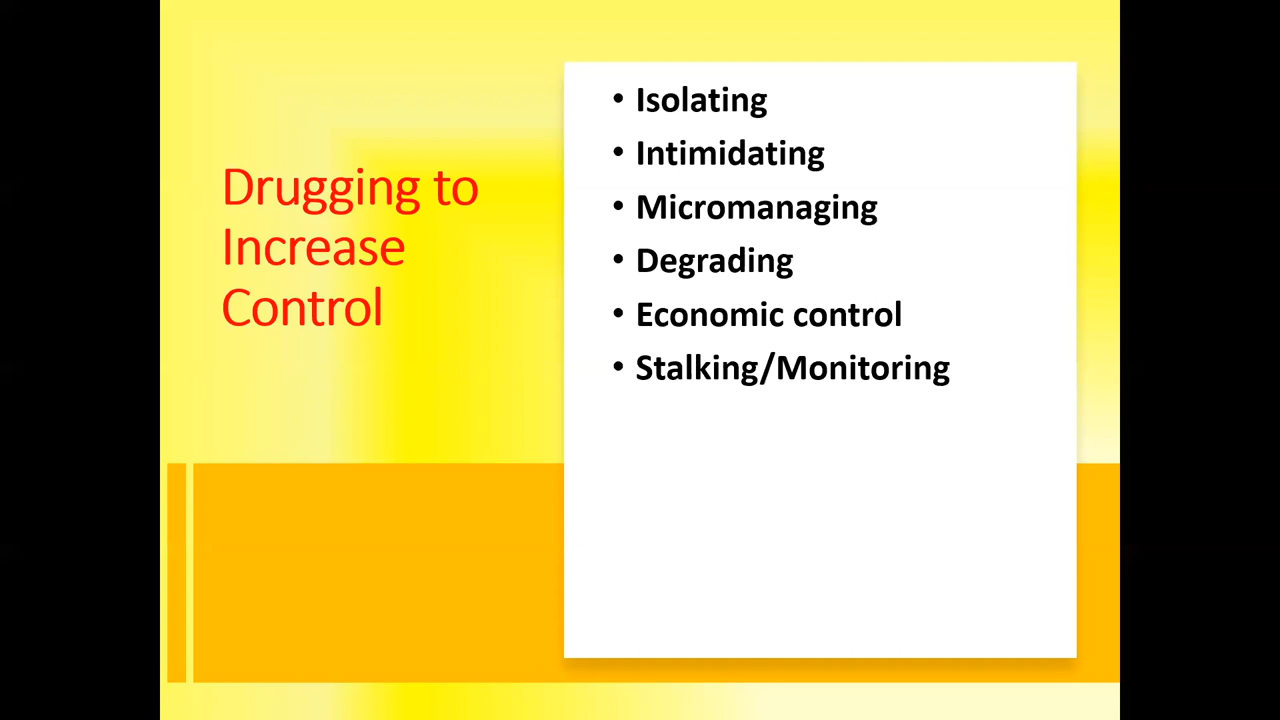 Drugging to
Increase
Control
• Isolating
• Intimidating
• Micromanaging
• Degrading
• Economic control
• Stalking/Monitoring